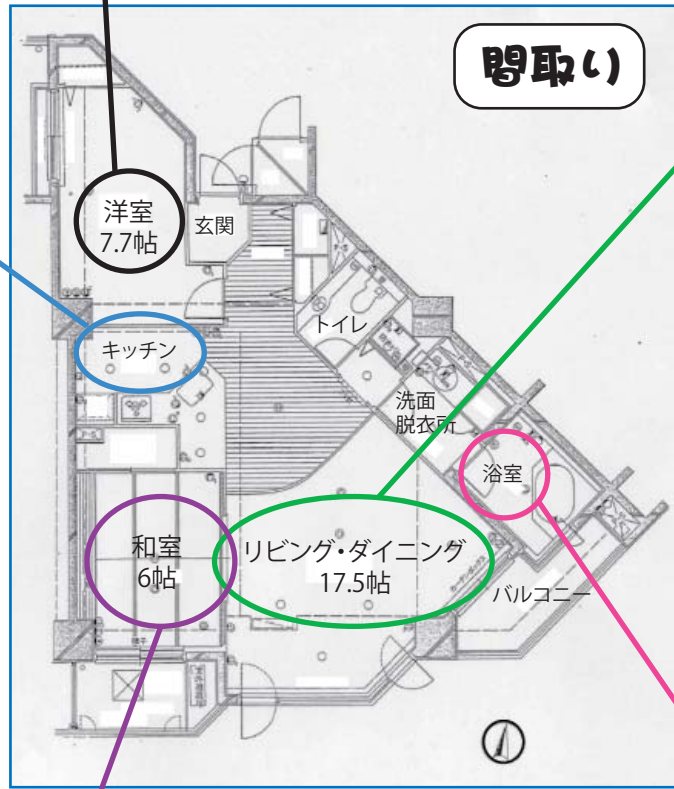 間取り
洋室
7.7帖
玄関
キッチン
トイレ
洗面
脱衣所
浴室
和室
6帖
リビング・ダイニング
17.5帖
バルコニー